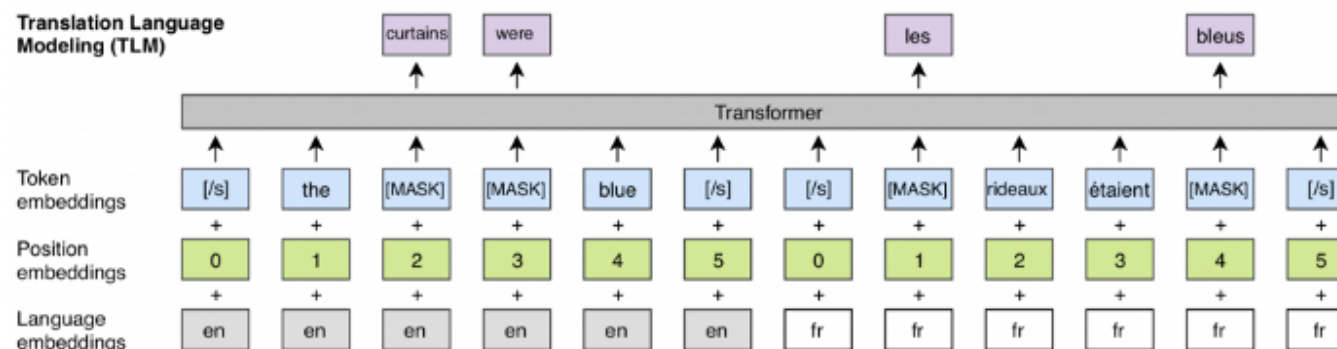 Translation Language
Modeling (TLM)
curtains were les bleus
Transformer
Token
embeddings
[/s] the [MASK] [MASK] blue [/s] [/s] [MASK] rideaux étaient [MASK] [/s]
+ + + + + + + + + + + +
Position
embeddings
0 1 2 3 4 5 0 1 2 3 4 5
+ + + + + + + + + + + +
Language
embeddings
en en en en en en fr fr fr fr fr fr